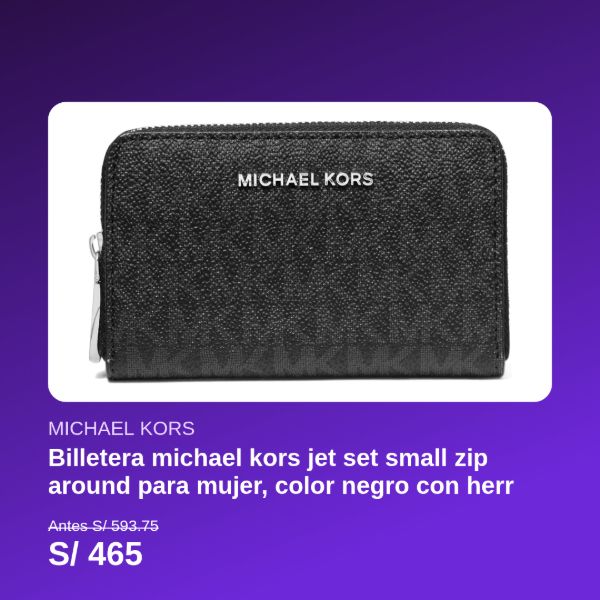 MICHAEL KORS
MICHAEL KORS
Billetera michael kors jet set small zip
around para mujer, color negro con herr
Antes S/ 593.75
S/ 465